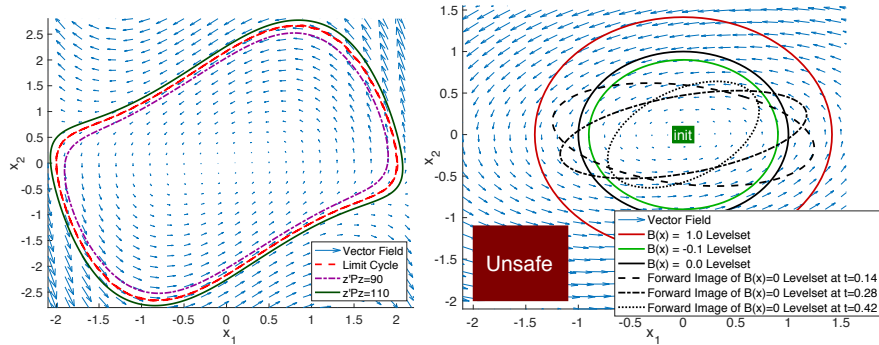 2.5
2
1.5
1
0.5
0
-0.5
-1
-1.5
-2
-2.5
x2
-2 -1.5 -1 -0.5 0 0.5 1 1.5 2
x1
Vector Field
Limit Cycle
z'Pz=90
z'Pz=110
1.5
1
0.5
0
-0.5
-1
-1.5
-2
x2
-2 -1.5 -1 -0.5 0 0.5 1 1.5
x1
init
Unsafe
Vector Field
B(x) = 1.0 Levelset
B(x) = -0.1 Levelset
B(x) = 0.0 Levelset
Forward Image of B(x)=0 Levelset at t=0.14
Forward Image of B(x)=0 Levelset at t=0.28
Forward Image of B(x)=0 Levelset at t=0.42